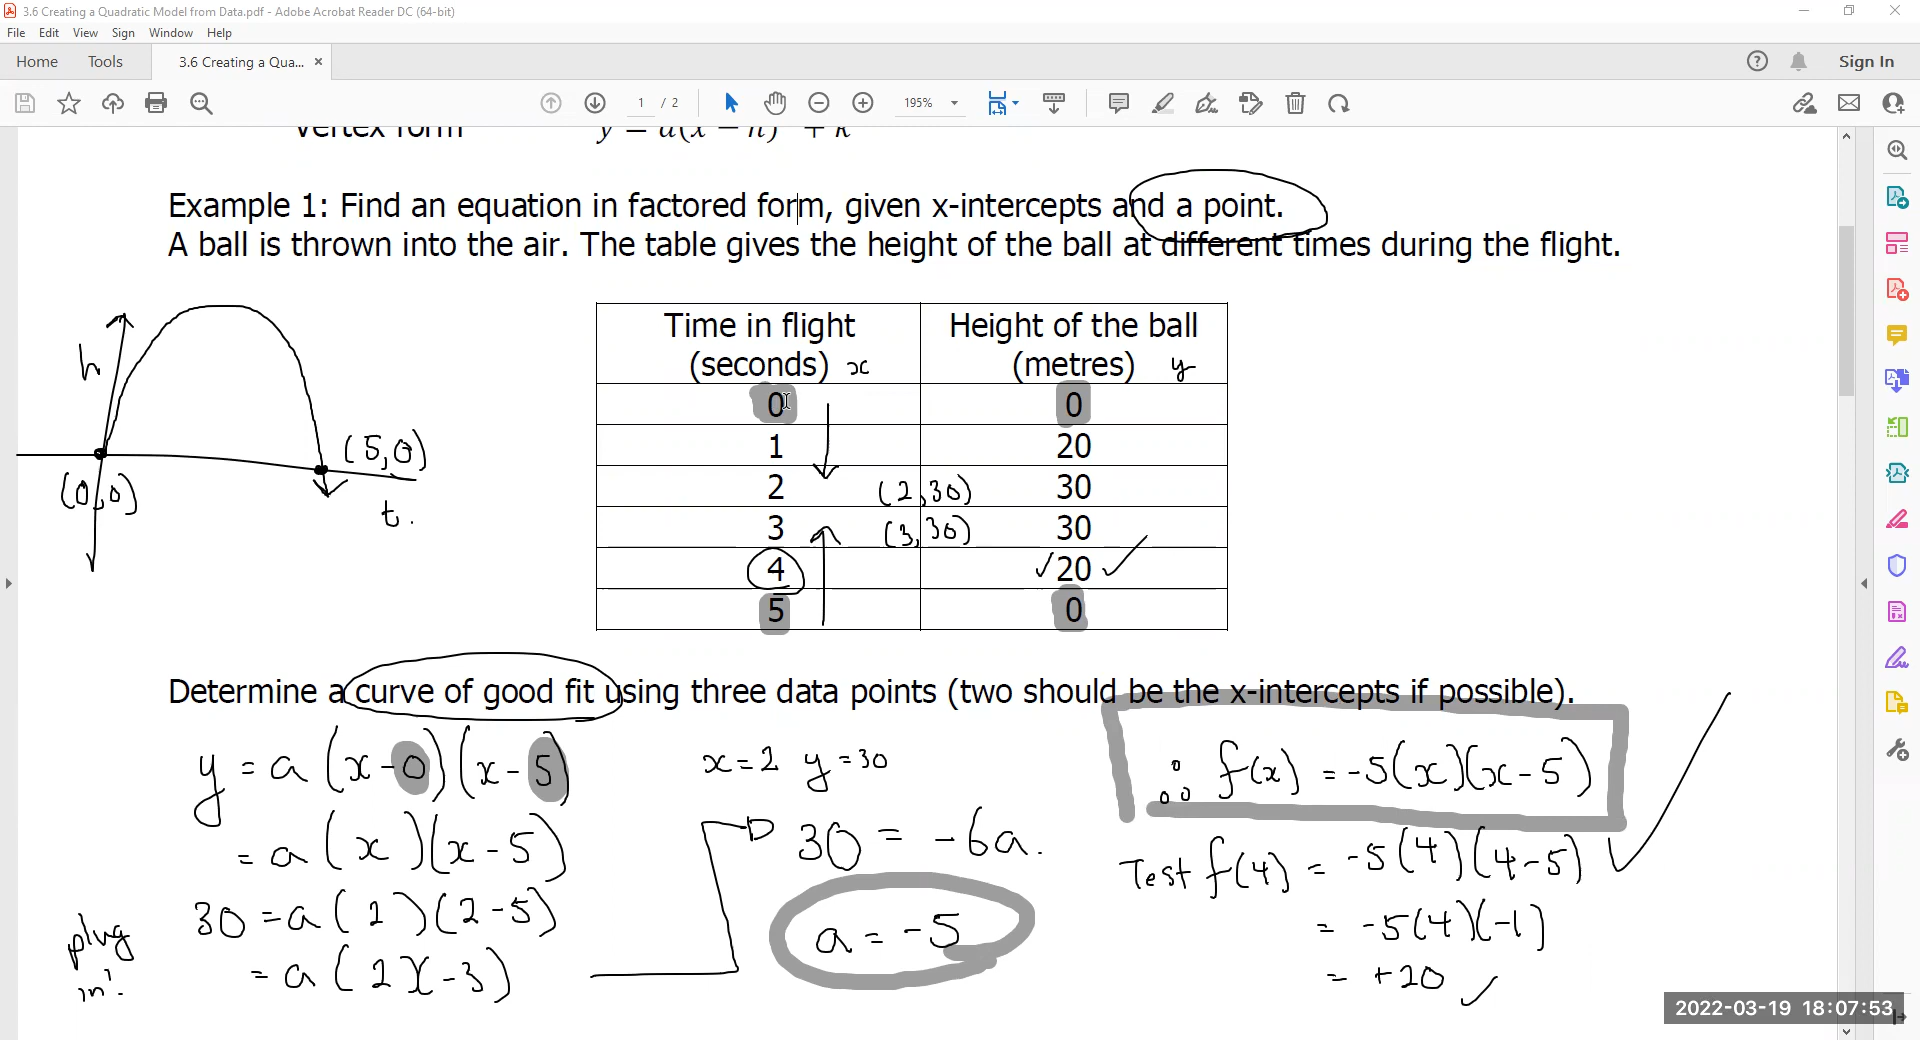 3.6 Creating a Quadratic Model from Data.pdf - Adobe Acrobat Reader DC (64-bit)
File Edit View Sign Window Help
Home Tools 3.6 Creating a Qua... × Sign In
1 / 2 195%
Vertex form y = a(x − h) + k
Example 1: Find an equation in factored form, given x-intercepts and a point.
A ball is thrown into the air. The table gives the height of the ball at different times during the flight.
Time in flight Height of the ball
(seconds) x (metres) y
0 0
1 20
2 (2,30) 30
3 (3,30) 30
4 20
5 0
h
(5,0)
(0,0)
t.
Determine a curve of good fit using three data points (two should be the x-intercepts if possible).
y = a(x-0)(x-5)
= a(x)(x-5)
30 = a(2)(2-5)
= a(2x-3)
plug
in.
x=2 y=30
30 = -6a.
a = -5
∴ f(x) = -5(x)(x-5)
Test f(4) = -5(4)(4-5)
= -5(4)(-1)
= +20 ✓
2022-03-19 18:07:53